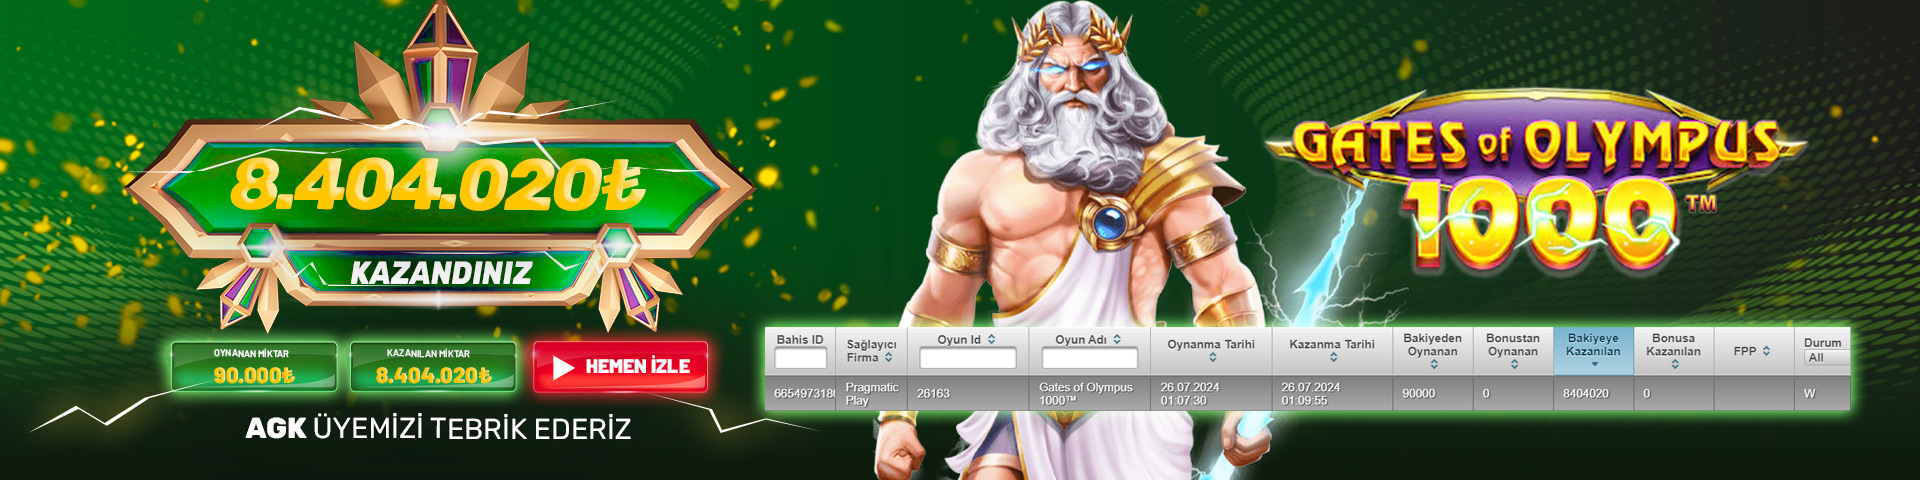 8.404.020₺
KAZANDINIZ
OYNANAN MİKTAR
90.000₺
KAZANILAN MİKTAR
8.404.020₺
HEMEN İZLE
AGK ÜYEMİZİ TEBRİK EDERİZ
GATES of OLYMPUS
1000™
Bahis ID
Sağlayıcı Firma
Oyun Id
Oyun Adı
Oynanma Tarihi
Kazanma Tarihi
Bakiyeden Oynanan
Bonustan Oynanan
Bakiyeye Kazanılan
Bonusa Kazanılan
FPP
Durum
All
Pragmatic Play
26163
Gates of Olympus 1000™
26.07.2024 01:07:30
26.07.2024 01:09:55
90000
0
8404020
0
W